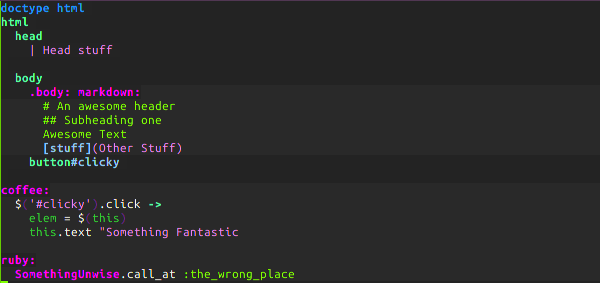 doctype html
html
  head
    | Head stuff

  body
    .body: markdown:
      # An awesome header
      ## Subheading one
      Awesome Text
      [stuff](Other Stuff)
    button#clicky

coffee:
  $('#clicky').click ->
    elem = $(this)
    this.text "Something Fantastic

ruby:
  SomethingUnwise.call_at :the_wrong_place